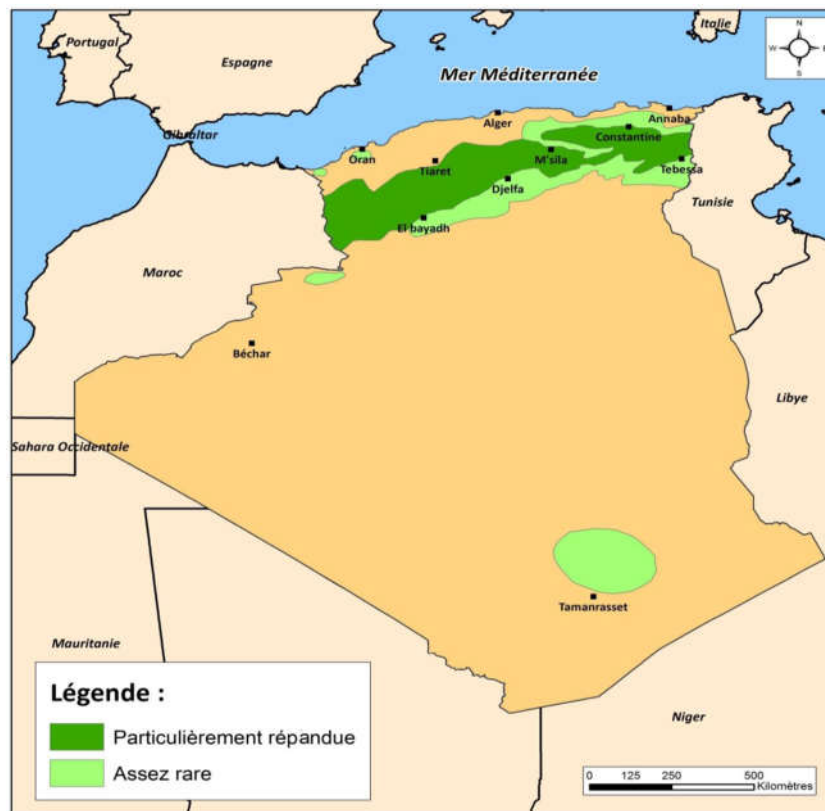 Portugal
Espagne
Italie
N
W
E
S
Mer Méditerranée
Gibraltar
Alger
Annaba
Constantine
Oran
Tiaret
M'sila
Tebessa
Djelfa
El bayadh
Tunisie
Maroc
Béchar
Libye
Sahara Occidentale
Tamanrasset
Mauritanie
Niger
Légende :
Particulièrement répandue
Assez rare
0 125 250 500
Kilomètres